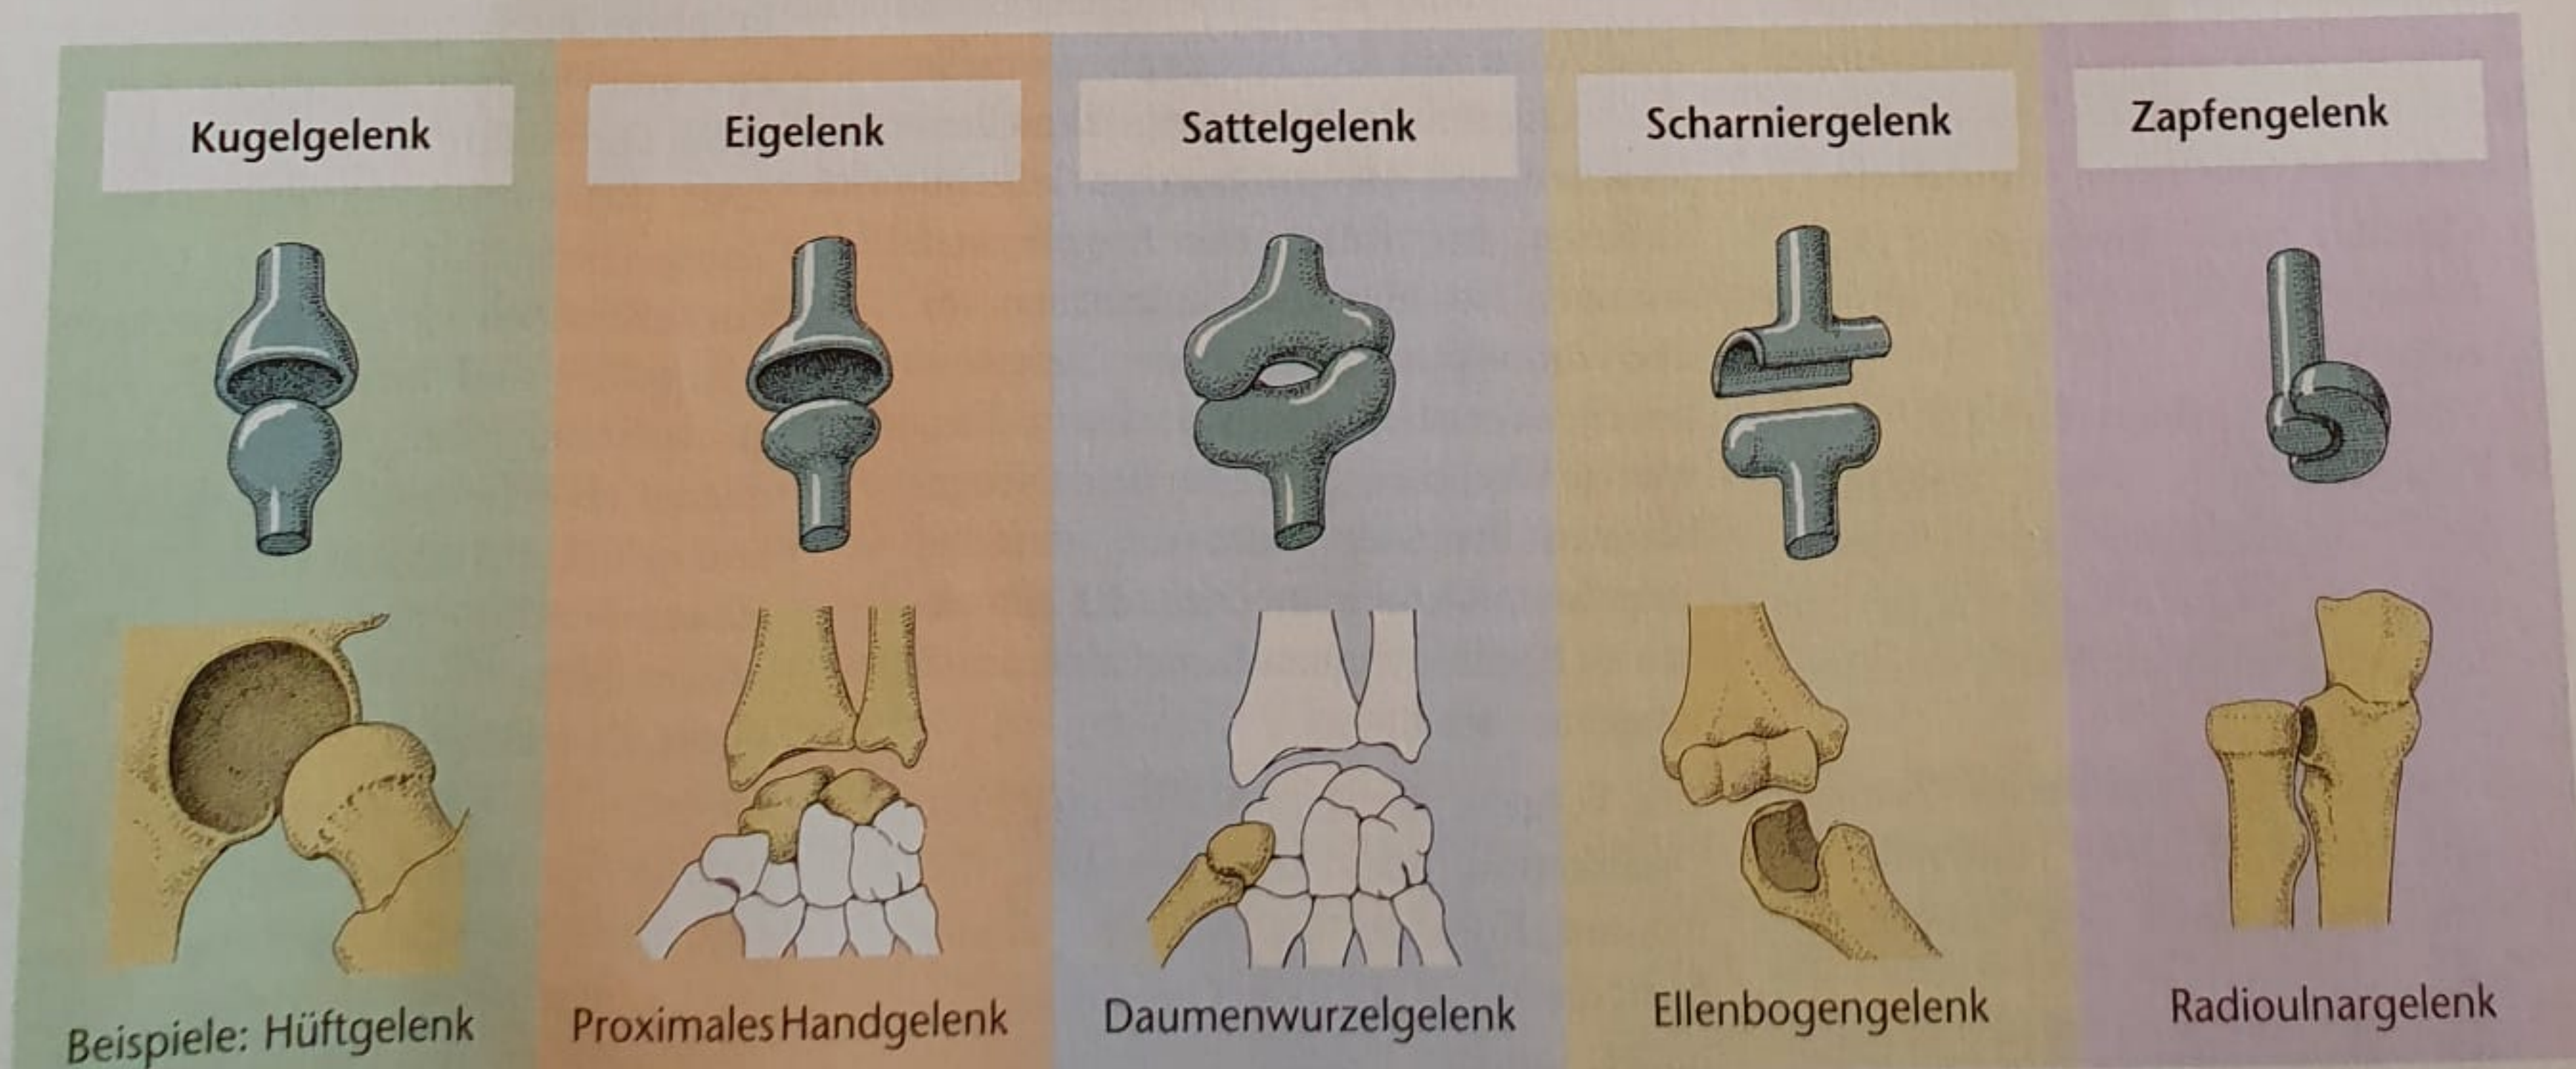 Kugelgelenk
Eigelenk
Sattelgelenk
Scharniergelenk
Zapfengelenk
Beispiele: Hüftgelenk
Proximales Handgelenk
Daumenwurzelgelenk
Ellenbogengelenk
Radioulnargelenk